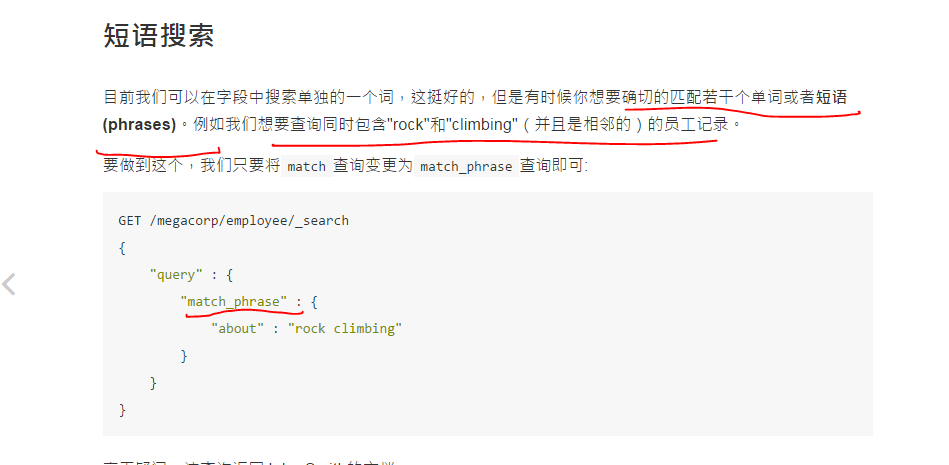 短语搜索
目前我们可以在字段中搜索单独的一个词，这挺好的，但是有时候你想要确切的匹配若干个单词或者短语
(phrases)。例如我们想要查询同时包含"rock"和"climbing"（并且是相邻的）的员工记录。
要做到这个，我们只要将 match 查询变更为 match_phrase 查询即可:
GET /megacorp/employee/_search
{
"query" : {
"match_phrase" : {
"about" : "rock climbing"
}
}
}